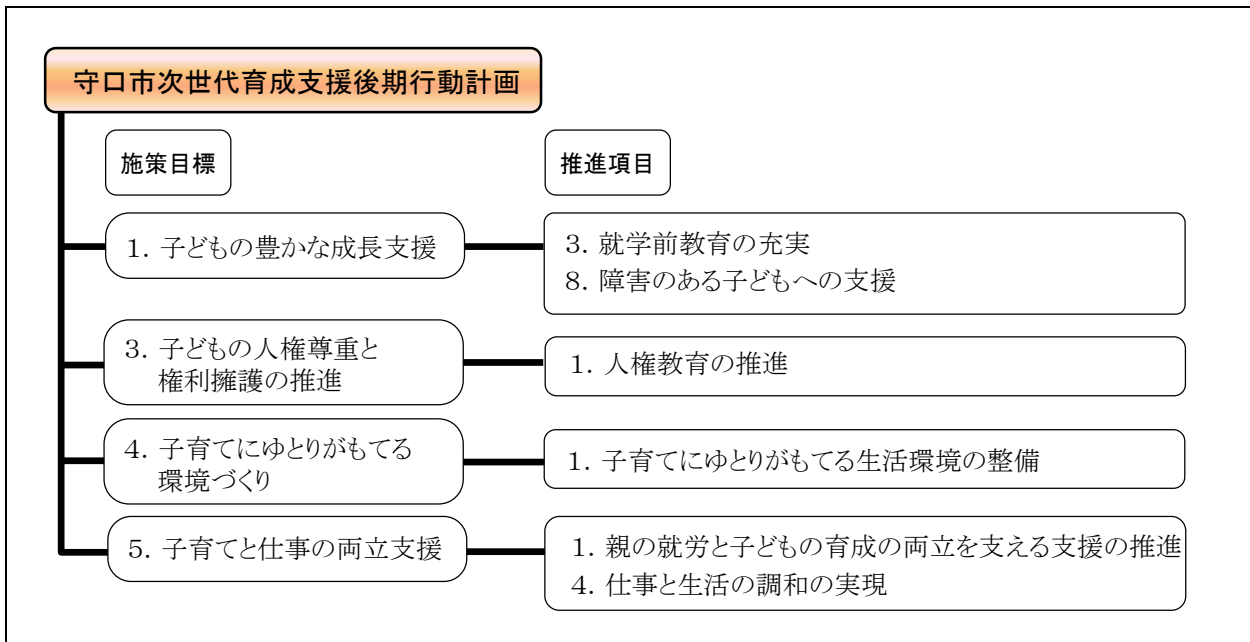 守口市次世代育成支援後期行動計画
施策目標
推進項目
1. 子どもの豊かな成長支援
3. 就学前教育の充実
8. 障害のある子どもへの支援
3. 子どもの人権尊重と
権利擁護の推進
1. 人権教育の推進
4. 子育てにゆとりがもてる
環境づくり
1. 子育てにゆとりがもてる生活環境の整備
5. 子育てと仕事の両立支援
1. 親の就労と子どもの育成の両立を支える支援の推進
4. 仕事と生活の調和の実現